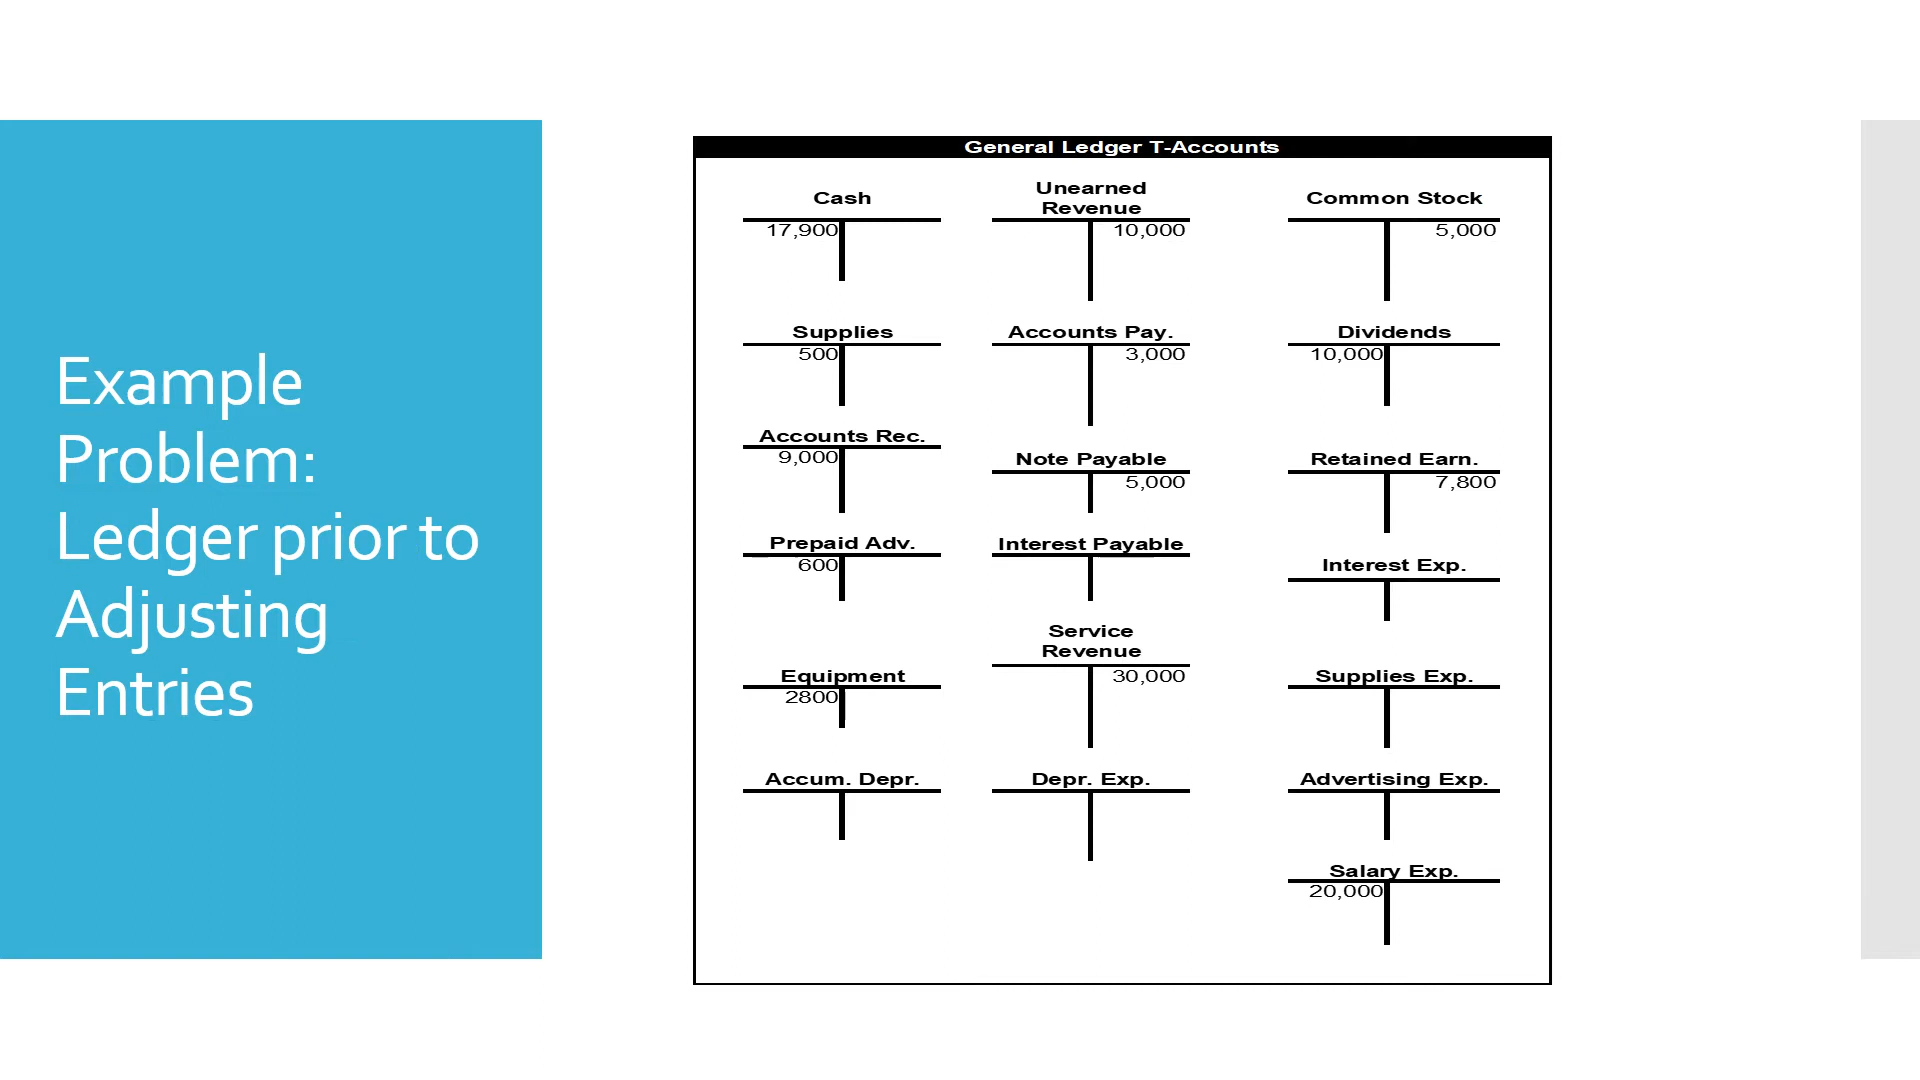 Example
Problem:
Ledger prior to
Adjusting
Entries
General Ledger T-Accounts
Cash
17,900
Supplies
500
Accounts Rec.
9,000
Prepaid Adv.
600
Equipment
2800
Accum. Depr.
Unearned
Revenue
10,000
Accounts Pay.
3,000
Note Payable
5,000
Interest Payable
Service
Revenue
30,000
Depr. Exp.
Common Stock
5,000
Dividends
10,000
Retained Earn.
7,800
Interest Exp.
Supplies Exp.
Advertising Exp.
Salary Exp.
20,000